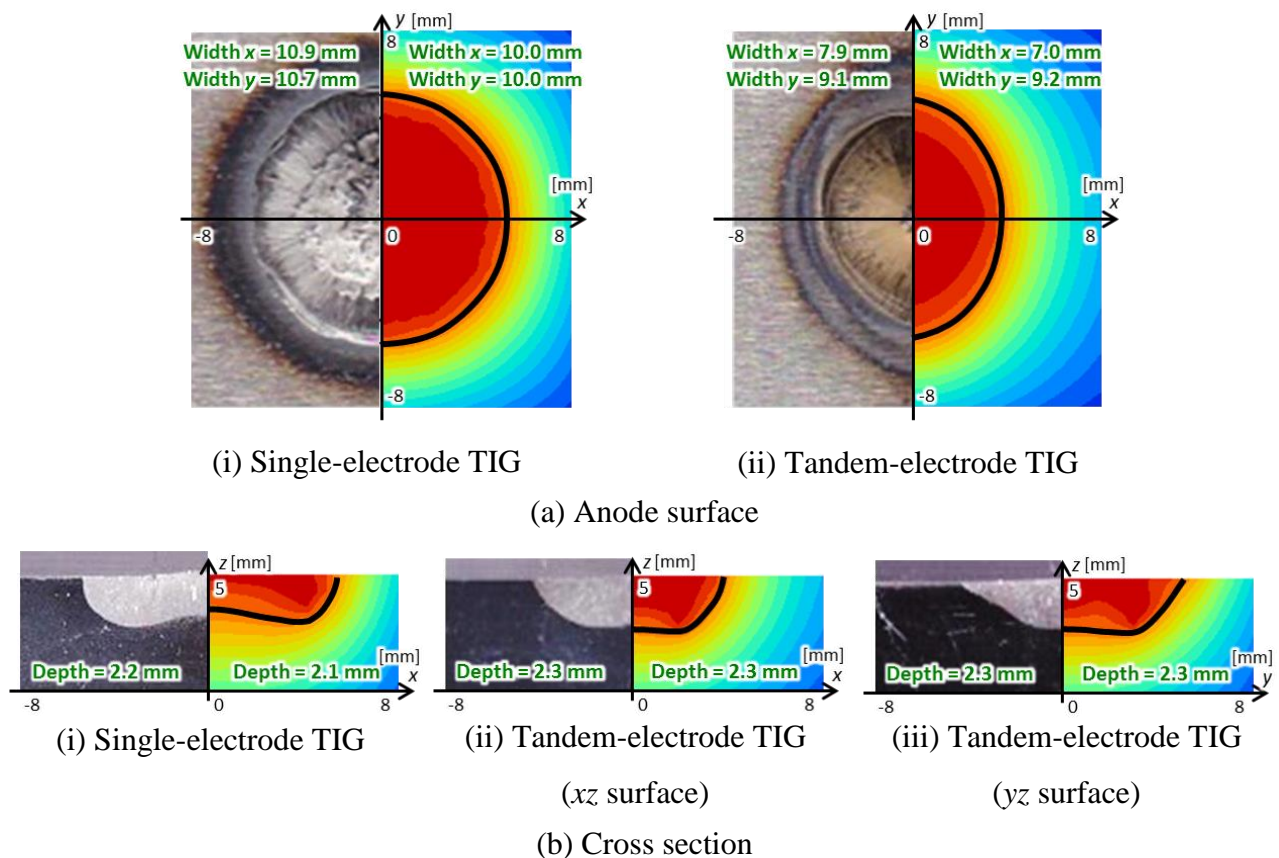 y [mm]
8
Width x = 10.9 mm
Width x = 10.0 mm
Width y = 10.7 mm
Width y = 10.0 mm
[mm]
x
-8
0
8
-8
y [mm]
8
Width x = 7.9 mm
Width x = 7.0 mm
Width y = 9.1 mm
Width y = 9.2 mm
[mm]
x
-8
0
8
-8
(i) Single-electrode TIG
(ii) Tandem-electrode TIG
(a) Anode surface
z [mm]
5
Depth = 2.2 mm
Depth = 2.1 mm
[mm]
x
-8
0
8
z [mm]
5
Depth = 2.3 mm
Depth = 2.3 mm
[mm]
x
-8
0
8
z [mm]
5
Depth = 2.3 mm
Depth = 2.3 mm
[mm]
y
-8
0
8
(i) Single-electrode TIG
(ii) Tandem-electrode TIG
(xz surface)
(iii) Tandem-electrode TIG
(yz surface)
(b) Cross section